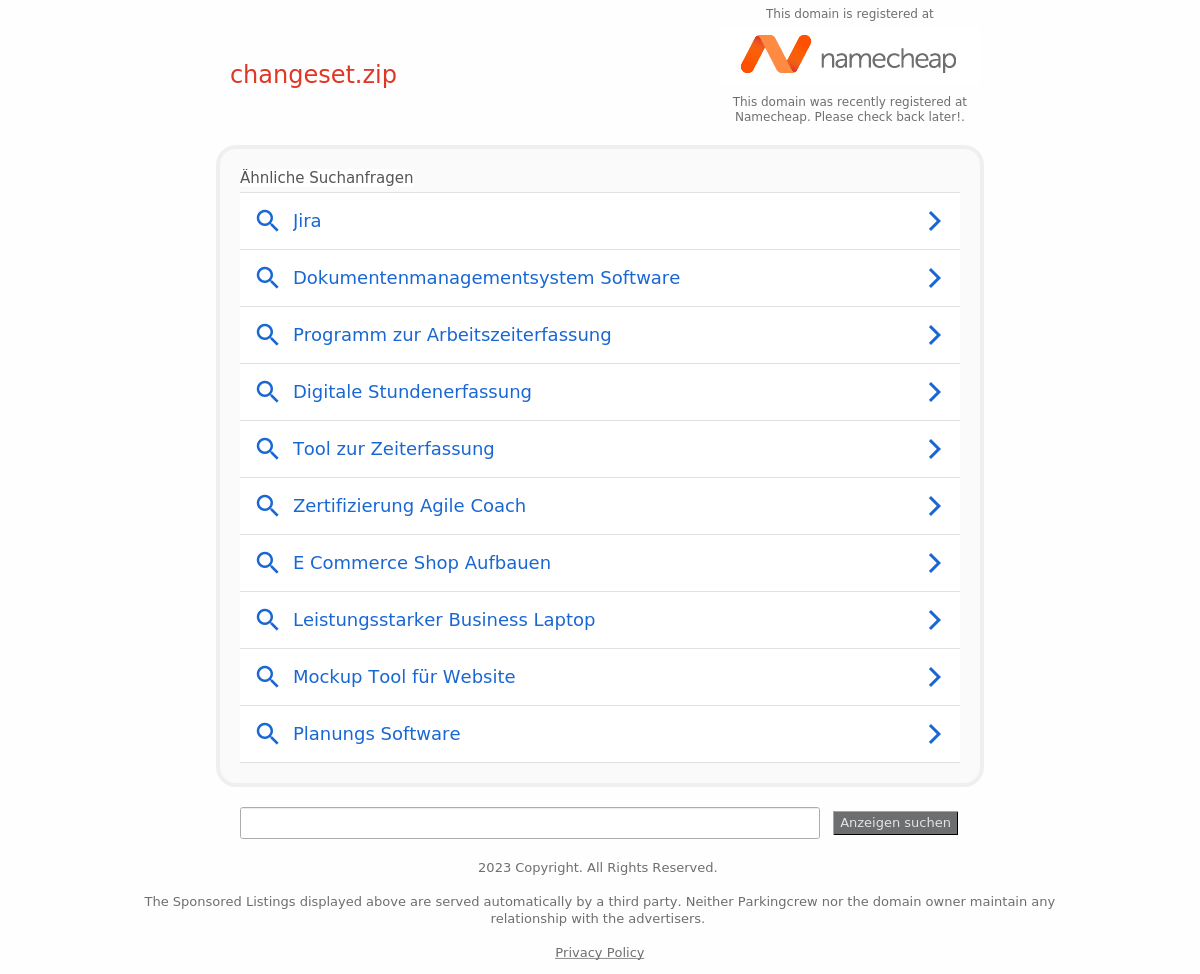 This domain is registered at
namecheap
changeset.zip
This domain was recently registered at
Namecheap. Please check back later!.
Ähnliche Suchanfragen
Jira
Dokumentenmanagementsystem Software
Programm zur Arbeitszeiterfassung
Digitale Stundenerfassung
Tool zur Zeiterfassung
Zertifizierung Agile Coach
E Commerce Shop Aufbauen
Leistungsstarker Business Laptop
Mockup Tool für Website
Planungs Software
Anzeigen suchen
2023 Copyright. All Rights Reserved.
The Sponsored Listings displayed above are served automatically by a third party. Neither Parkingcrew nor the domain owner maintain any
relationship with the advertisers.
Privacy Policy